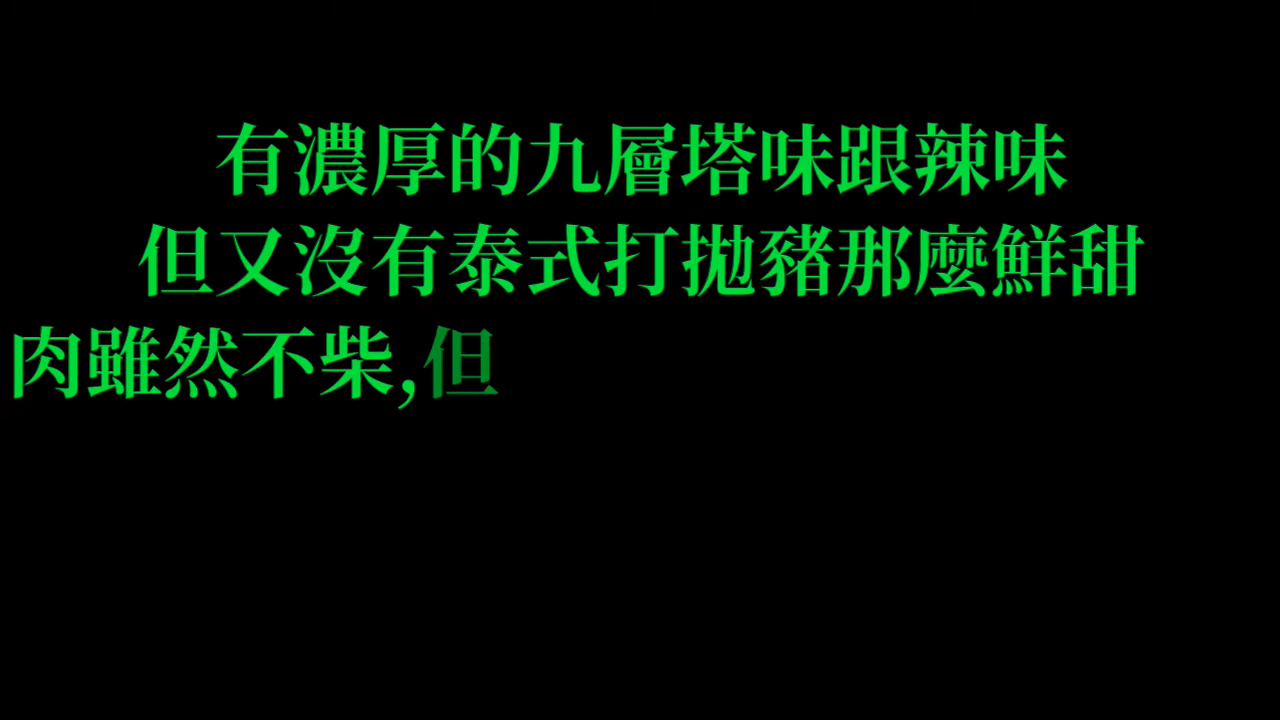 有濃厚的九層塔味跟辣味
但又沒有泰式打拋豬那麼鮮甜
肉雖然不柴,但